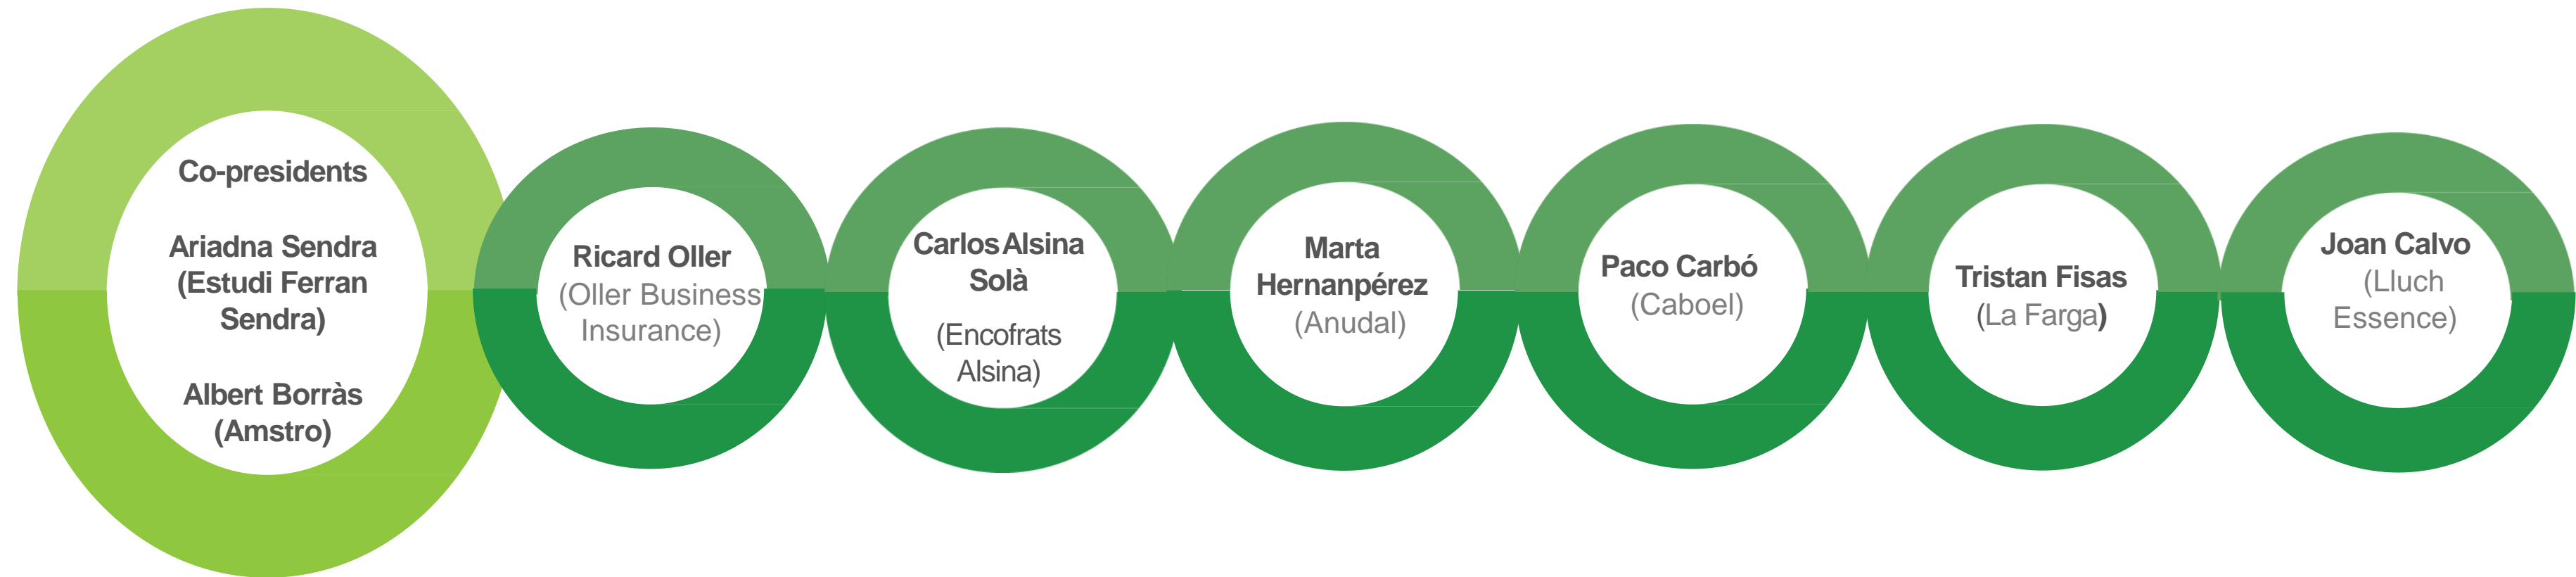 Co-presidents
Ariadna Sendra
(Estudi Ferran
Sendra)
Albert Borràs
(Amstro)
Ricard Oller
(Oller Business
Insurance)
Carlos Alsina
Solà
(Encofrats
Alsina)
Marta
Hernanpérez
(Anudal)
Paco Carbó
(Caboel)
Tristan Fisas
(La Farga)
Joan Calvo
(Lluch
Essence)